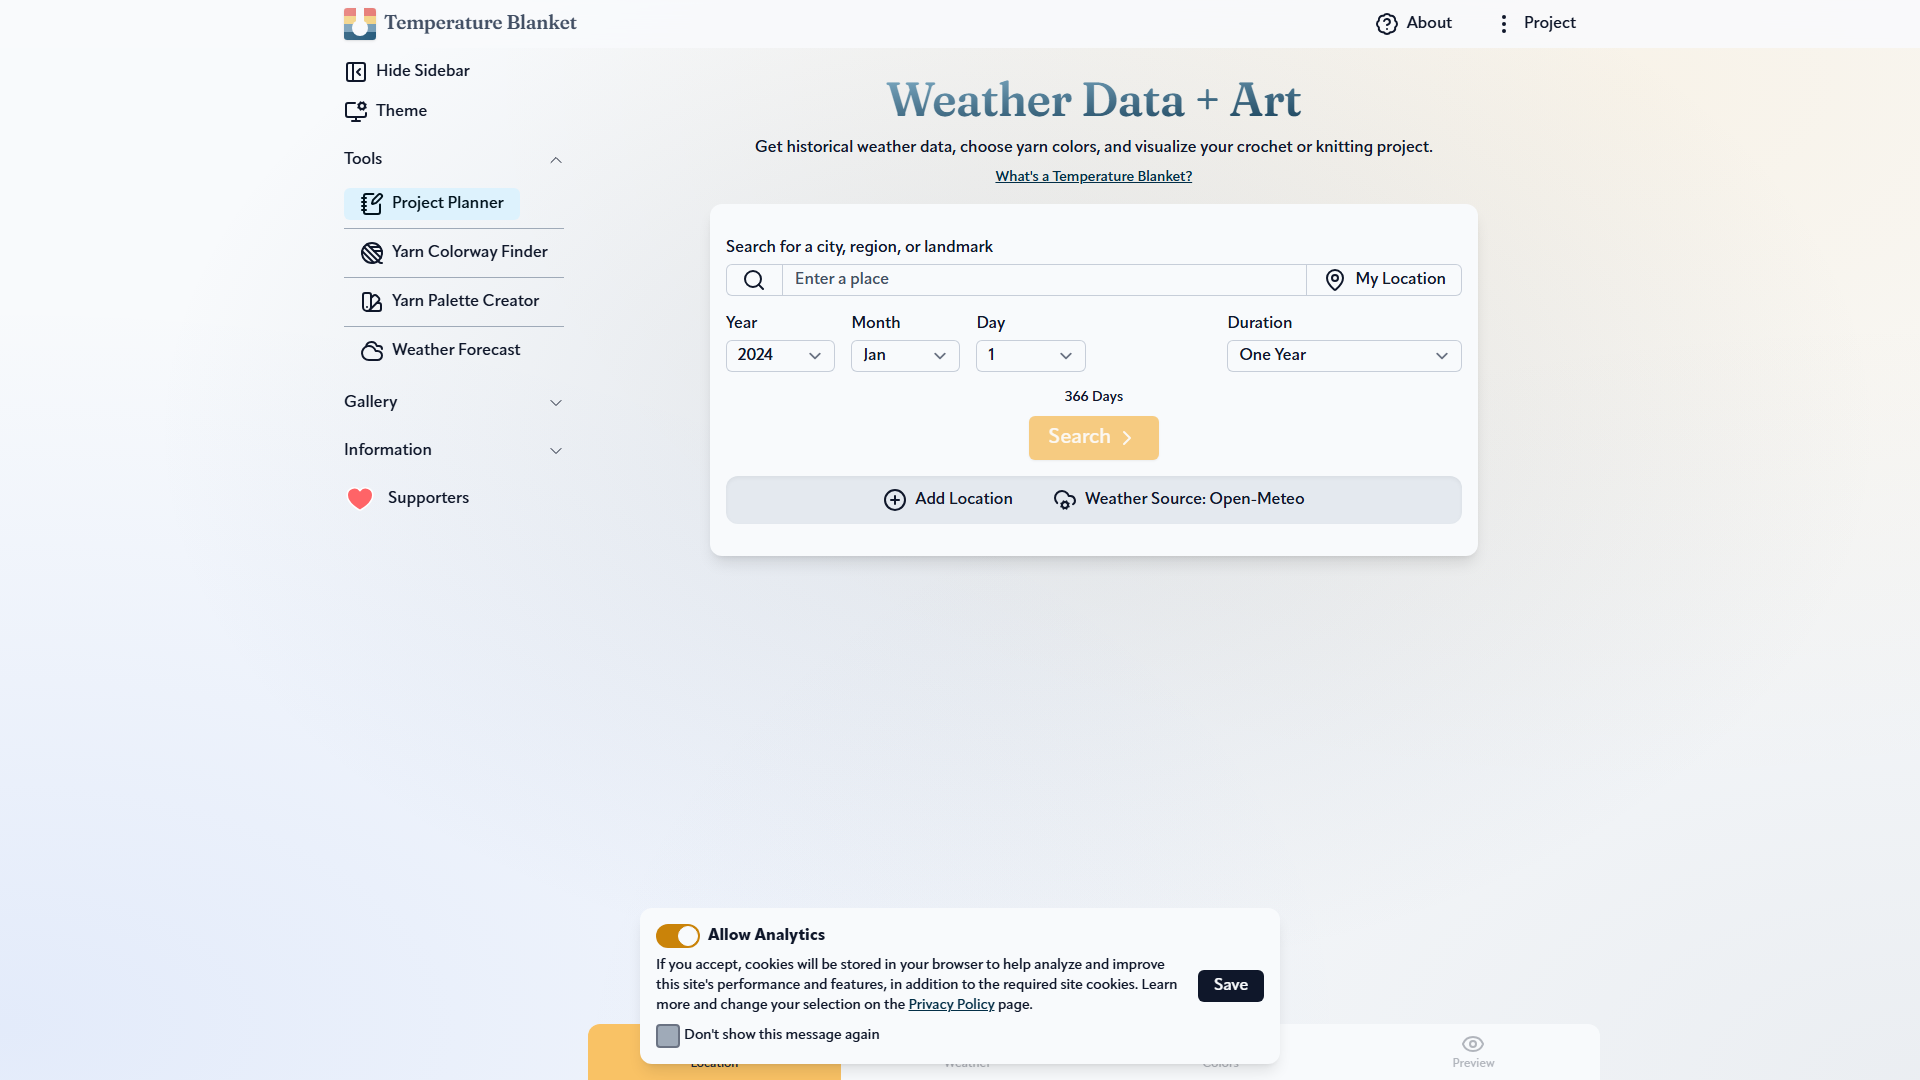 Temperature Blanket
About
Project
Hide Sidebar
Theme
Tools
Project Planner
Yarn Colorway Finder
Yarn Palette Creator
Weather Forecast
Gallery
Information
Supporters
Weather Data + Art
Get historical weather data, choose yarn colors, and visualize your crochet or knitting project.
What's a Temperature Blanket?
Search for a city, region, or landmark
Enter a place
My Location
Year
Month
Day
Duration
2024
Jan
1
One Year
366 Days
Search
Add Location
Weather Source: Open-Meteo
Allow Analytics
If you accept, cookies will be stored in your browser to help analyze and improve
this site's performance and features, in addition to the required site cookies. Learn
more and change your selection on the Privacy Policy page.
Save
Don't show this message again
Location
Weather
Colors
Preview